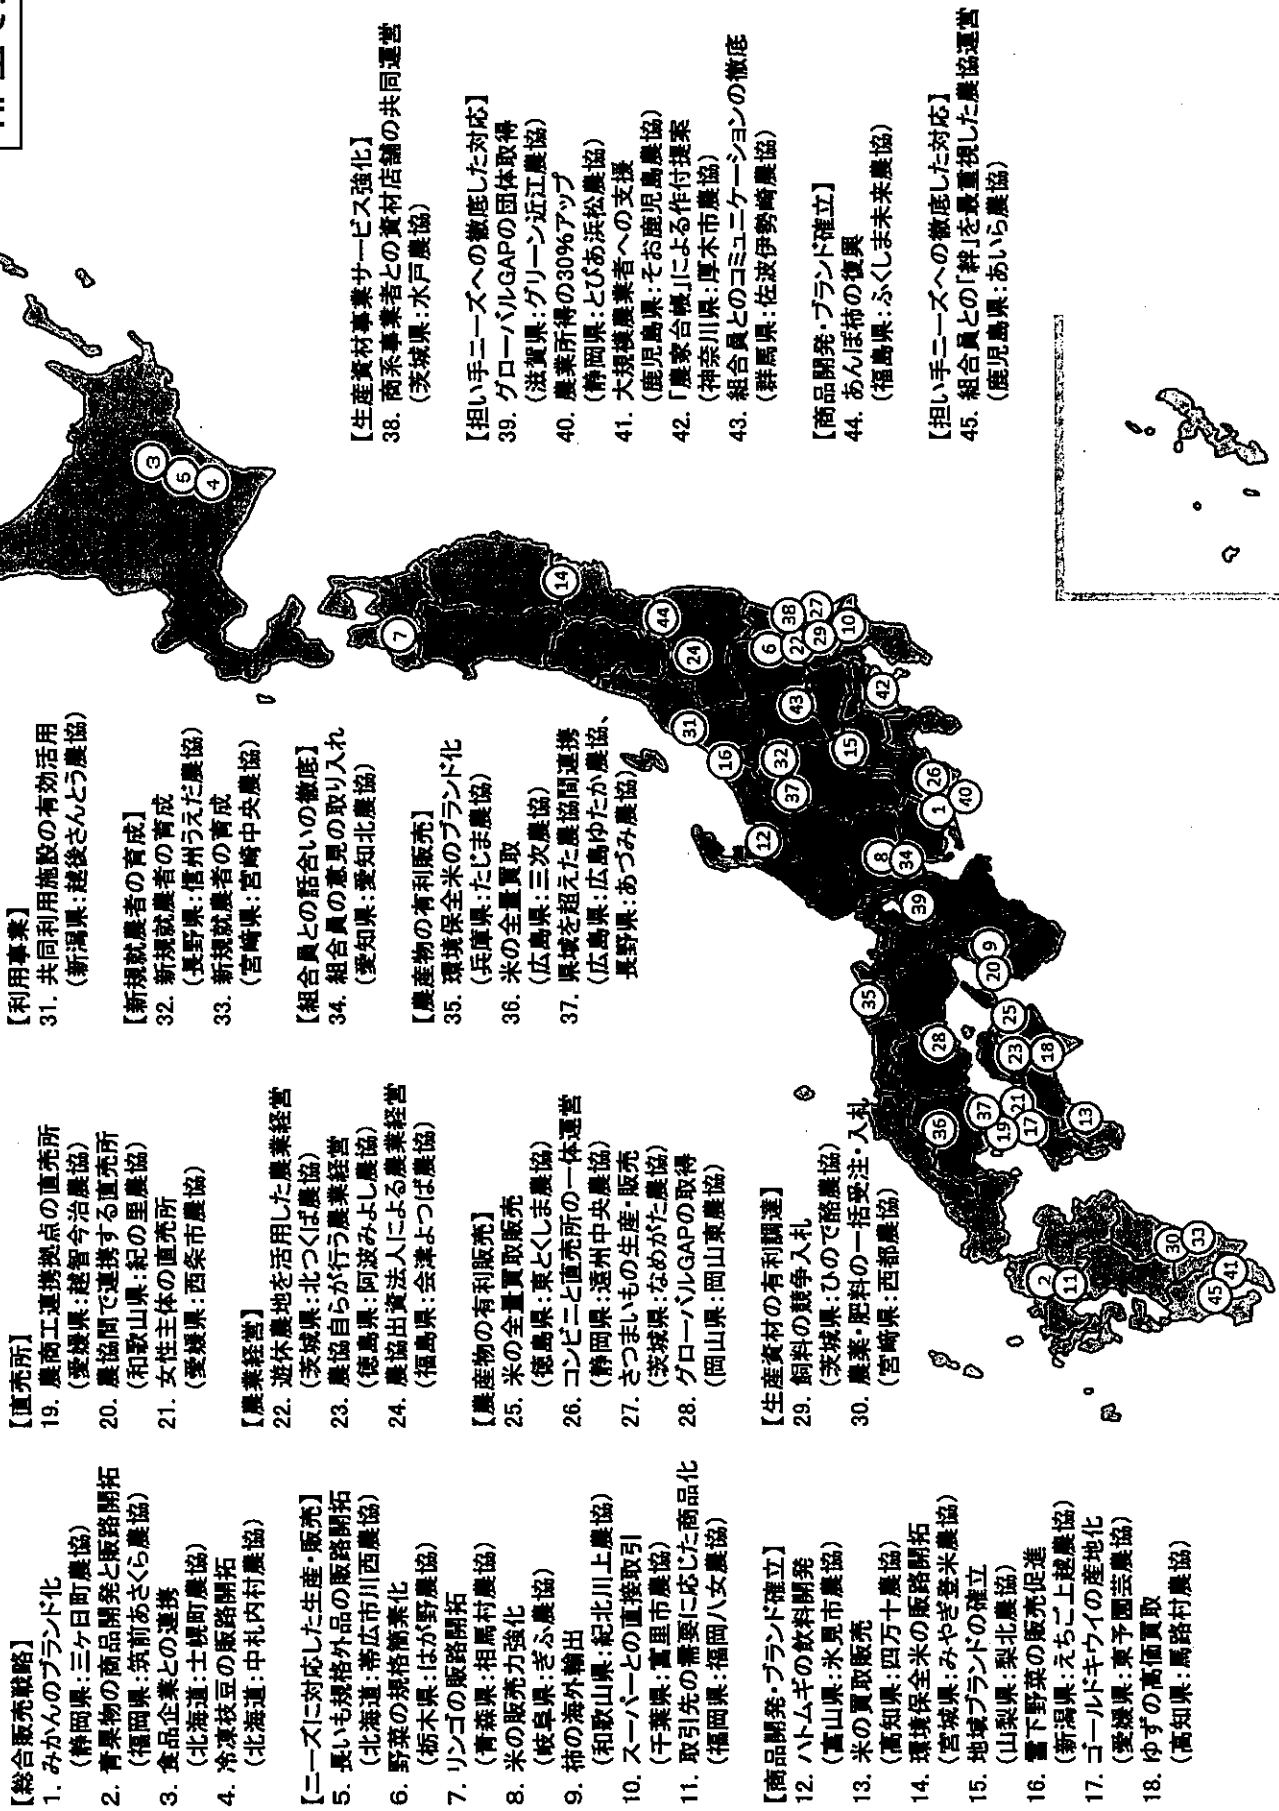 【総合販売戦略】
1. みかんのブランド化
(静岡県:三ヶ日町農協)
2. 青果物の商品開発と販路開拓
(福岡県:筑前あさくら農協)
3. 食品企業との連携
(北海道:士幌町農協)
4. 冷凍枝豆の販路開拓
(北海道:中札内村農協)
【ニーズに対応した生産・販売】
5. 長いも規格外品の販路開拓
(北海道:帯広市川西農協)
6. 野菜の規格簡素化
(栃木県:はが野農協)
7. リンゴの販路開拓
(青森県:相馬村農協)
8. 米の販売力強化
(岐阜県:ぎふ農協)
9. 柿の海外輸出
(和歌山県:紀北川上農協)
10. スーパーとの直接取引
(千葉県:富里市農協)
11. 取引先の需要に応じた商品化
(福岡県:福岡八女農協)
【商品開発・ブランド確立】
12. ハトムギの飲料開発
(富山県:氷見市農協)
13. 米の買取販売
(高知県:四万十農協)
14. 環境保全米の販路開拓
(宮城県:みやぎ登米農協)
15. 地域ブランドの確立
(山梨県:梨北農協)
16. 雪下野菜の販売促進
(新潟県:えちご上越農協)
17. ゴールドキウイの産地化
(愛媛県:東予園芸農協)
18. ゆずの高価買取
(高知県:馬路村農協)
【直売所】
19. 農商工連携拠点の直売所
(愛媛県:越智今治農協)
20. 農協間で連携する直売所
(和歌山県:紀の里農協)
21. 女性主体の直売所
(愛媛県:西条市農協)
【農業経営】
22. 遊休農地を活用した農業経営
(茨城県:北つくば農協)
23. 農協自らが行う農業経営
(徳島県:阿波みよし農協)
24. 農協出資法人による農業経営
(福島県:会津よつば農協)
【農産物の有利販売】
25. 米の全量買取販売
(徳島県:東とくしま農協)
26. コンビニと直売所の一体運営
(静岡県:遠州中央農協)
27. さつまいもの生産・販売
(茨城県:なめがた農協)
28. グローバルGAPの取得
(岡山県:岡山東農協)
【生産資材の有利調達】
29. 飼料の競争入札
(茨城県:ひので酪農協)
30. 農薬・肥料の一括受注・入札
(宮崎県:西都農協)
【利用事業】
31. 共同利用施設の有効活用
(新潟県:越後さんとう農協)
【新規就農者の育成】
32. 新規就農者の育成
(長野県:信州うえだ農協)
33. 新規就農者の育成
(宮崎県:宮崎中央農協)
【組合員との話合いの徹底】
34. 組合員の意見の取り入れ
(愛知県:愛知北農協)
【農産物の有利販売】
35. 環境保全米のブランド化
(兵庫県:たじま農協)
36. 米の全量買取
(広島県:三次農協)
37. 県域を超えた農協間連携
(広島県:広島ゆたか農協、
長野県:あづみ農協)
【生産資材事業サービス強化】
38. 商系事業者との資材店舗の共同運営
(茨城県:水戸農協)
【担い手ニーズへの徹底した対応】
39. グローバルGAPの団体取得
(滋賀県:グリーン近江農協)
40. 農業所得の30%アップ
(静岡県:とぴあ浜松農協)
41. 大規模農業者への支援
(鹿児島県:そお鹿児島農協)
42. 「農家台帳」による作付提案
(神奈川県:厚木市農協)
43. 組合員とのコミュニケーションの徹底
(群馬県:佐波伊勢崎農協)
【商品開発・ブランド確立】
44. あんぽ柿の復興
(福島県:ふくしま未来農協)
【担い手ニーズへの徹底した対応】
45. 組合員との「絆」を最重視した農協運営
(鹿児島県:あいら農協)
3
5
4
7
14
44
24
31
16
6
38
22
27
29
10
43
42
32
37
15
12
26
1
40
8
34
39
9
20
35
25
28
23
18
37
21
19
17
36
13
2
11
30
33
41
45